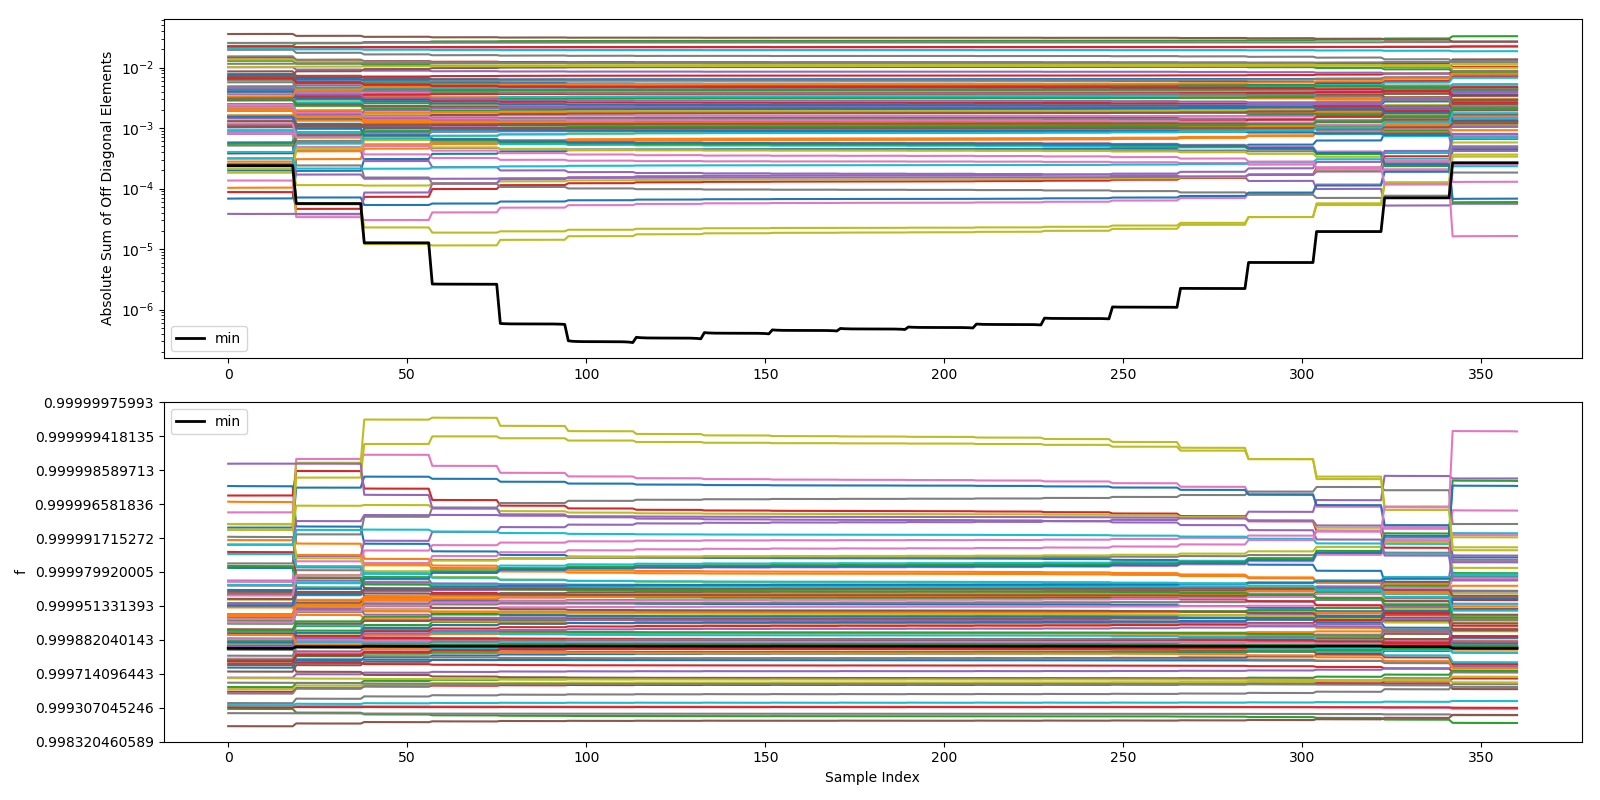 Absolute Sum of Off Diagonal Elements
10⁻²
10⁻³
10⁻⁴
10⁻⁵
10⁻⁶
min
0 50 100 150 200 250 300 350
f
0.99999975993
0.999999418135
0.999998589713
0.999996581836
0.999991715272
0.999979920005
0.999951331393
0.999882040143
0.999714096443
0.999307045246
0.998320460589
min
0 50 100 150 200 250 300 350
Sample Index